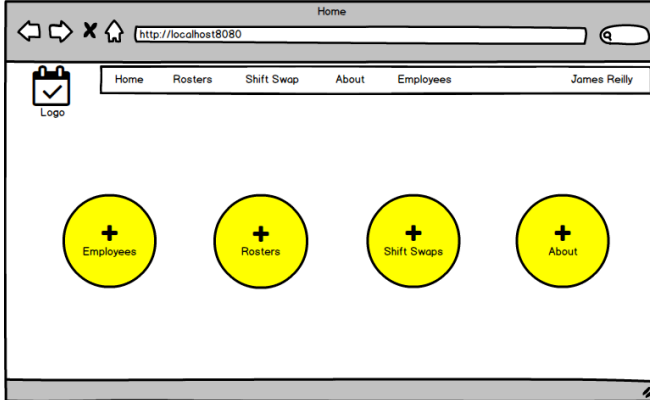 Home
http://localhost8080
Home Rosters Shift Swap About Employees James Reilly
Logo
Employees Rosters Shift Swaps About